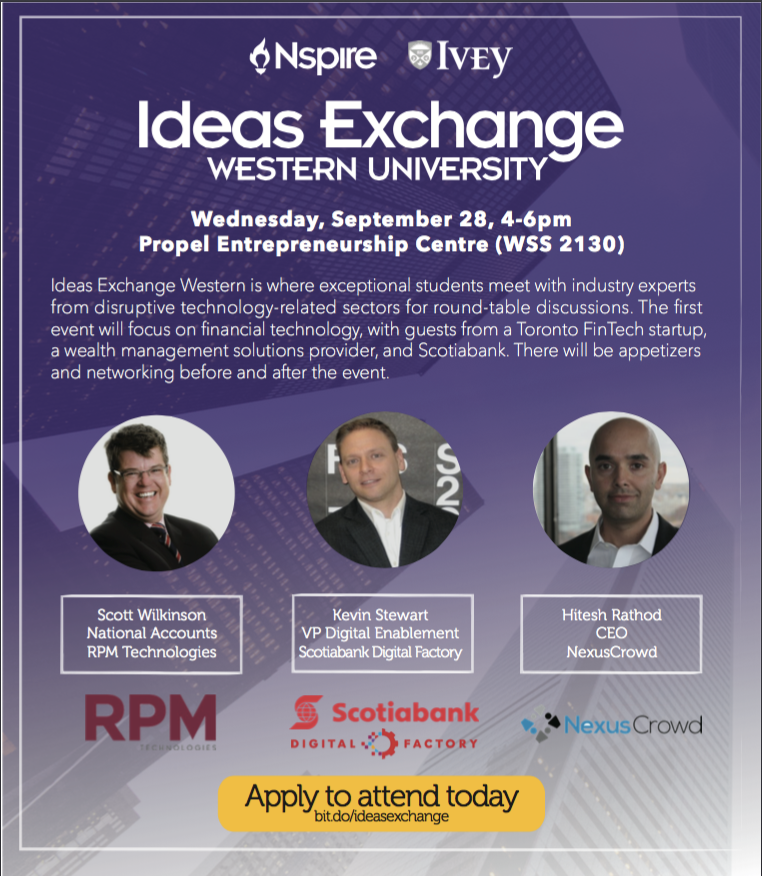 Nspire IVEY
Ideas Exchange
WESTERN UNIVERSITY
Wednesday, September 28, 4-6pm
Propel Entrepreneurship Centre (WSS 2130)
Ideas Exchange Western is where exceptional students meet with industry experts
from disruptive technology-related sectors for round-table discussions. The first
event will focus on financial technology, with guests from a Toronto FinTech startup,
a wealth management solutions provider, and Scotiabank. There will be appetizers
and networking before and after the event.
Scott Wilkinson
National Accounts
RPM Technologies
Kevin Stewart
VP Digital Enablement
Scotiabank Digital Factory
Hitesh Rathod
CEO
NexusCrowd
RPM
TECHNOLOGIES
Scotiabank
DIGITAL FACTORY
NexusCrowd
Apply to attend today
bit.do/ideasexchange